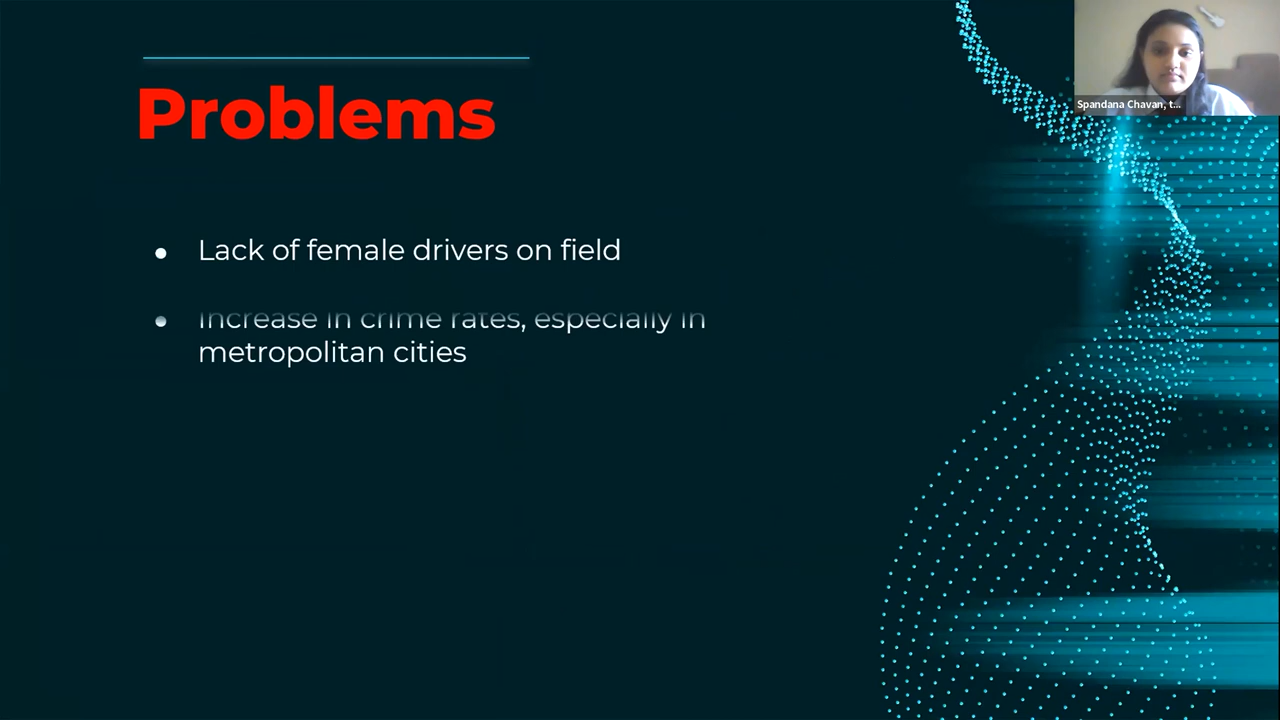 Spandana Chavan, t...
Problems
● Lack of female drivers on field
● Increase in crime rates, especially in
metropolitan cities